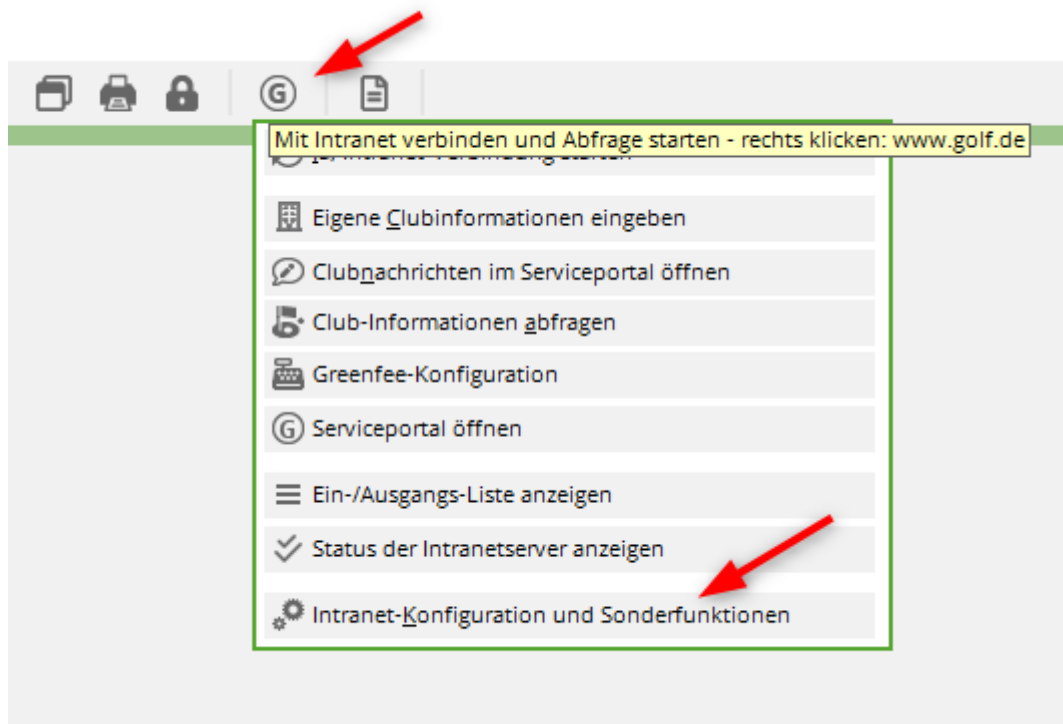 G
Mit Intranet verbinden und Abfrage starten - rechts klicken: www.golf.de
Eigene Clubinformationen eingeben
Clubnachrichten im Serviceportal öffnen
Club-Informationen abfragen
Greenfee-Konfiguration
G Serviceportal öffnen
Ein-/Ausgangs-Liste anzeigen
Status der Intranetserver anzeigen
Intranet-Konfiguration und Sonderfunktionen